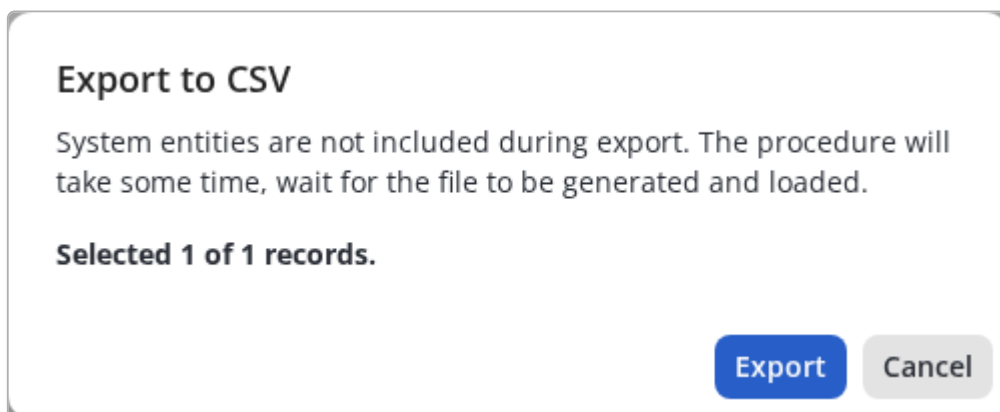 Export to CSV
System entities are not included during export. The procedure will
take some time, wait for the file to be generated and loaded.
Selected 1 of 1 records.
Export
Cancel